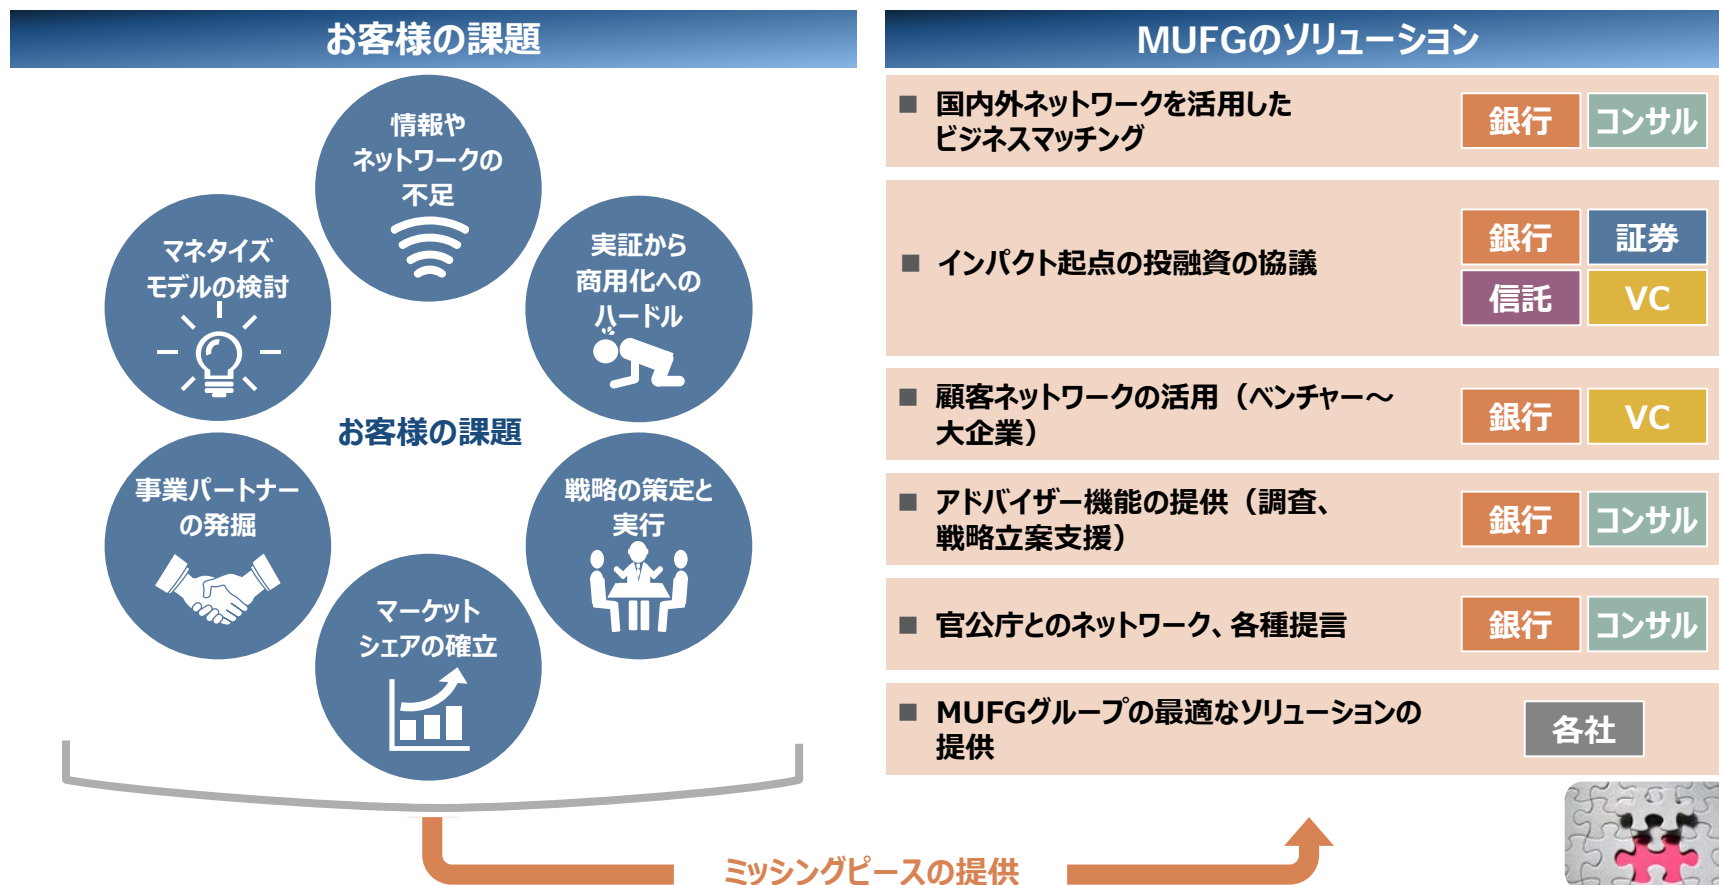 お客様の課題
情報や
ネットワークの
不足
マネタイズ
モデルの検討
実証から
商用化への
ハードル
お客様の課題
事業パートナー
の発掘
戦略の策定と
実行
マーケット
シェアの確立
MUFGのソリューション
■ 国内外ネットワークを活用した
ビジネスマッチング
銀行 コンサル
■ インパクト起点の投融資の協議
銀行 証券
信託 VC
■ 顧客ネットワークの活用（ベンチャー～
大企業）
銀行 VC
■ アドバイザー機能の提供（調査、
戦略立案支援）
銀行 コンサル
■ 官公庁とのネットワーク、各種提言
銀行 コンサル
■ MUFGグループの最適なソリューションの
提供
各社
ミッシングピースの提供